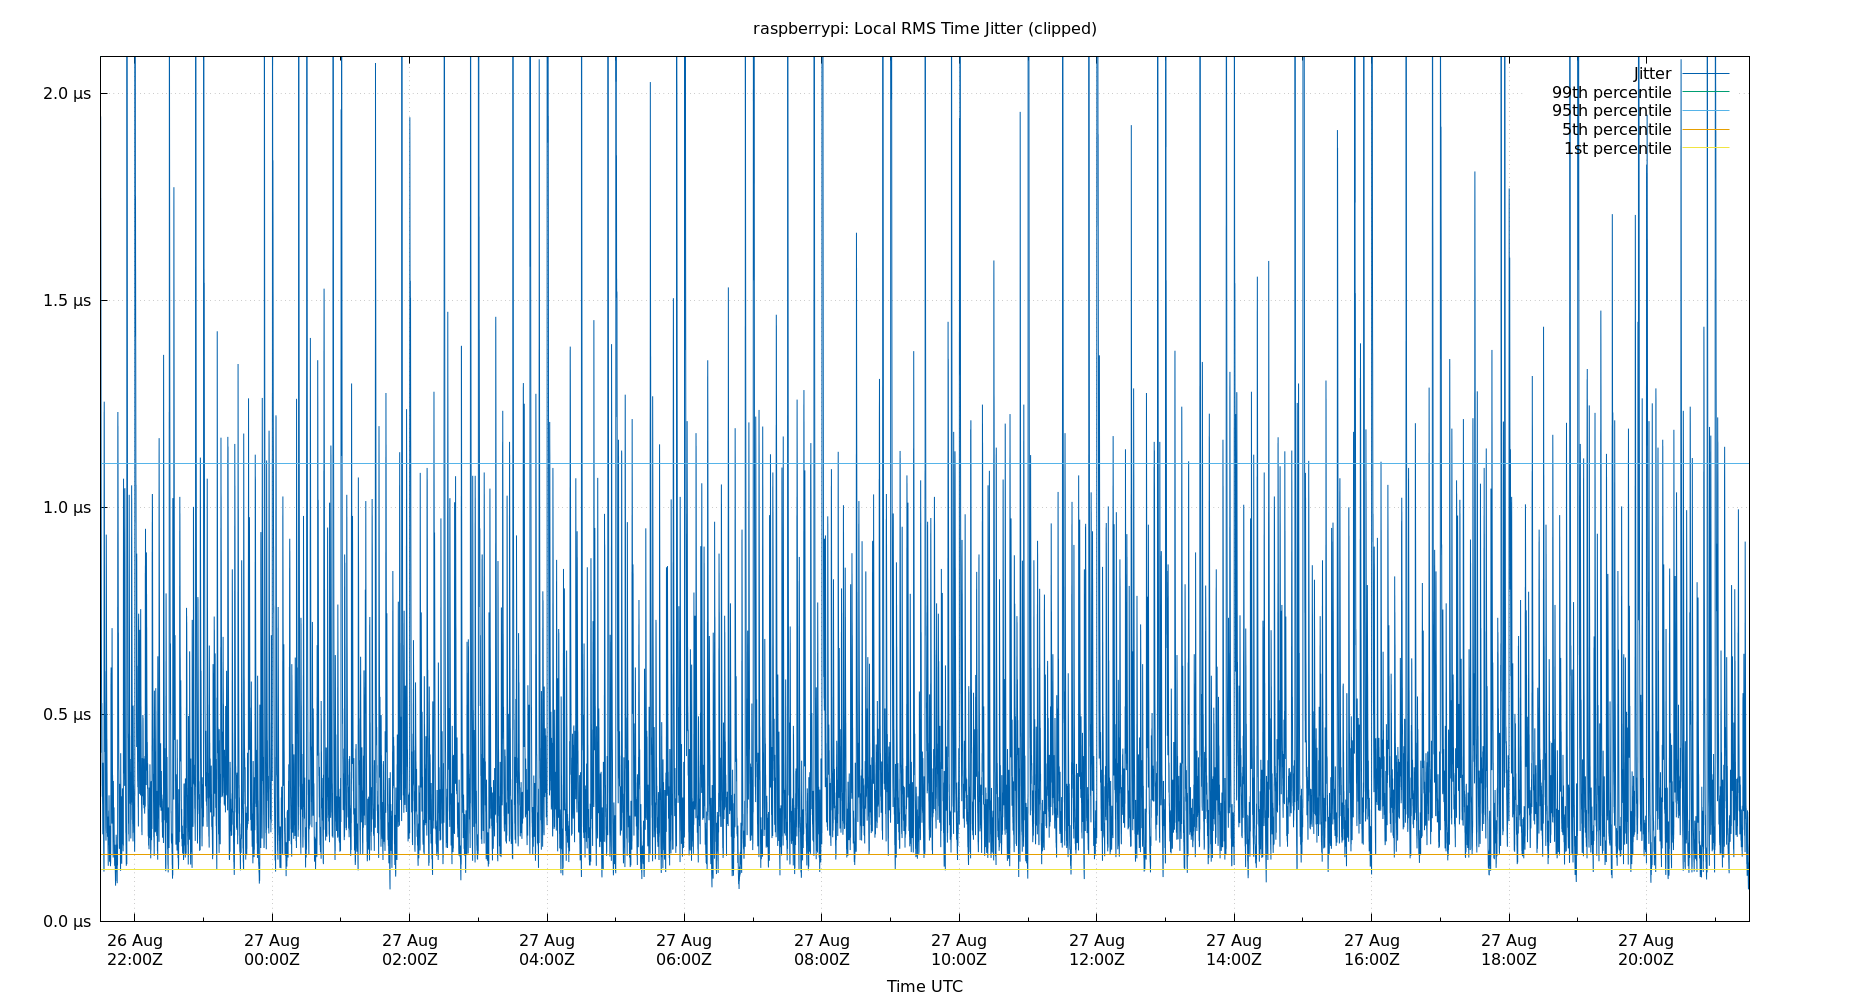 raspberrypi: Local RMS Time Jitter (clipped)
2.0 µs
1.5 µs
1.0 µs
0.5 µs
0.0 µs
Jitter
99th percentile
95th percentile
5th percentile
1st percentile
26 Aug 27 Aug 27 Aug 27 Aug 27 Aug 27 Aug 27 Aug 27 Aug 27 Aug 27 Aug 27 Aug 27 Aug
22:00Z 00:00Z 02:00Z 04:00Z 06:00Z 08:00Z 10:00Z 12:00Z 14:00Z 16:00Z 18:00Z 20:00Z
Time UTC